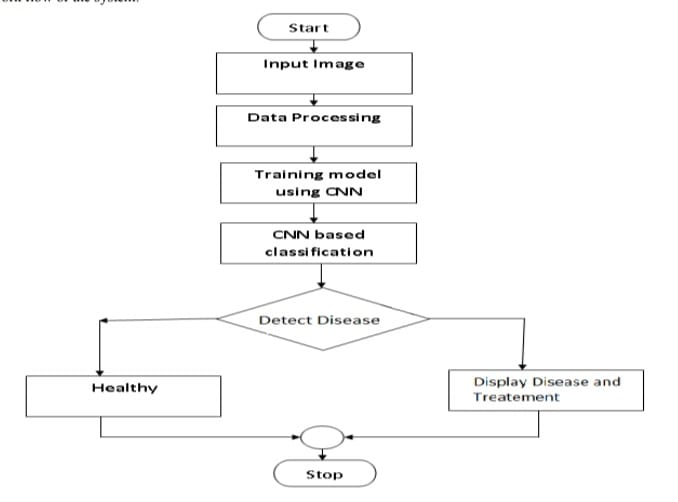 Start
Input Image
Data Processing
Training model
using CNN
CNN based
classification
Detect Disease
Healthy
Display Disease and
Treatement
Stop